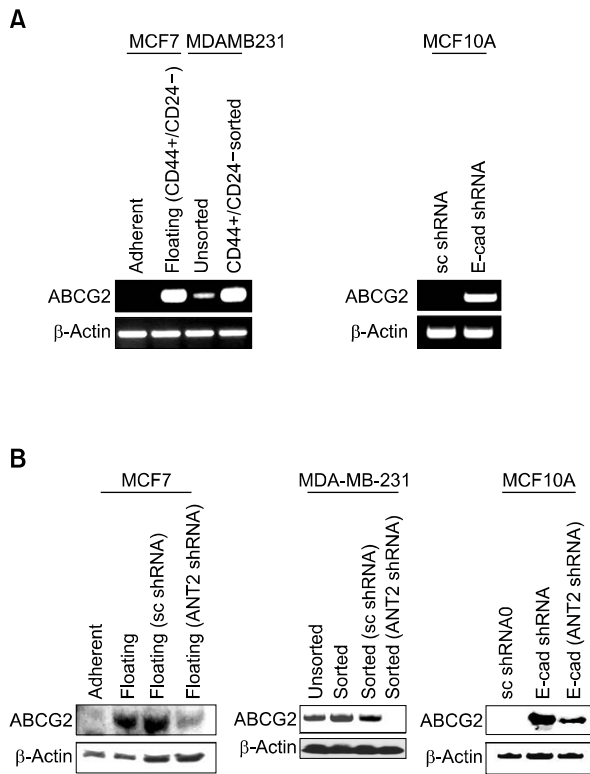 A
MCF7 MDAMB231
MCF10A
Adherent
Floating (CD44+/CD24−)
Unsorted
CD44+/CD24−sorted
sc shRNA
E-cad shRNA
ABCG2
β-Actin
ABCG2
β-Actin
B
MCF7
MDA-MB-231
MCF10A
Adherent
Floating
Floating (sc shRNA)
Floating (ANT2 shRNA)
Unsorted
Sorted
Sorted (sc shRNA)
Sorted (ANT2 shRNA)
sc shRNA0
E-cad shRNA
E-cad (ANT2 shRNA)
ABCG2
β-Actin
ABCG2
β-Actin
ABCG2
β-Actin